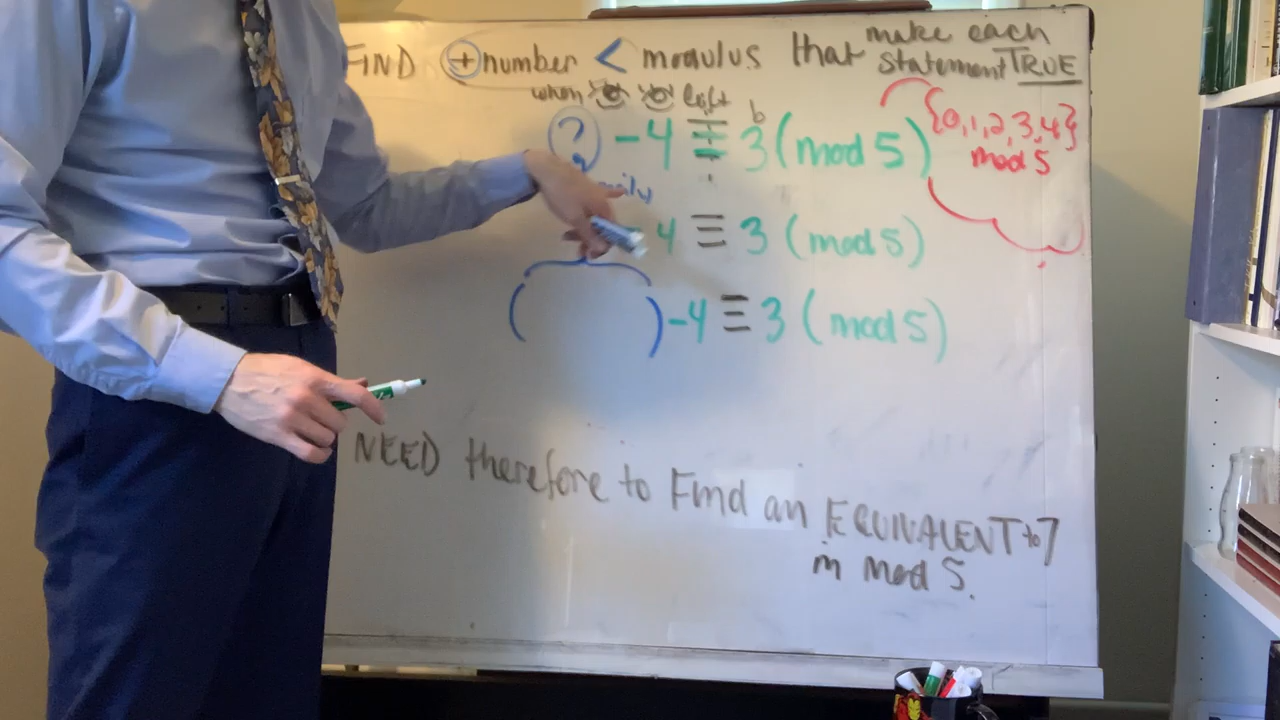 FIND + number < modulus that make each statement TRUE
when left
b
? - 4 ≡ 3 (mod 5)
{0,1,2,3,4}
mod 5
4 ≡ 3 (mod 5)
( ) - 4 ≡ 3 (mod 5)
NEED therefore to Find an EQUIVALENT to 7
in mod 5.